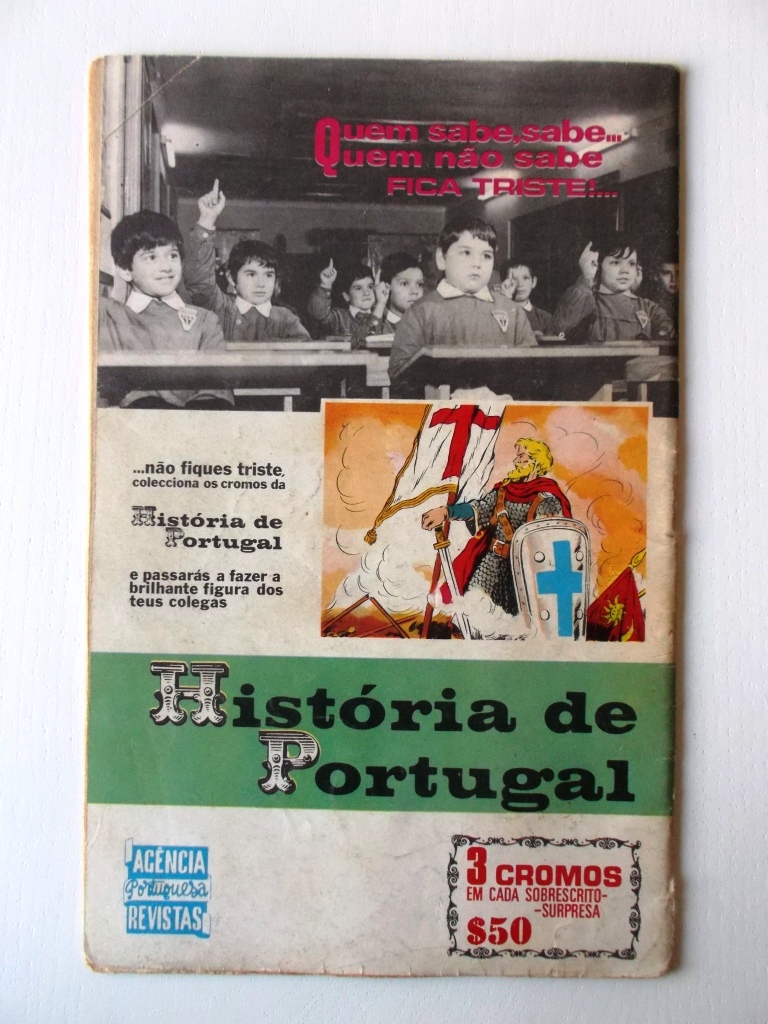 Quem sabe,sabe...
Quem não sabe
FICA TRISTE!...
...não fiques triste,
colecciona os cromos da
História de
Portugal
e passarás a fazer a
brilhante figura dos
teus colegas
História de
Portugal
AGÊNCIA
Portuguesa
REVISTAS
3 CROMOS
EM CADA SOBRESCRITO-
-SURPRESA
$50